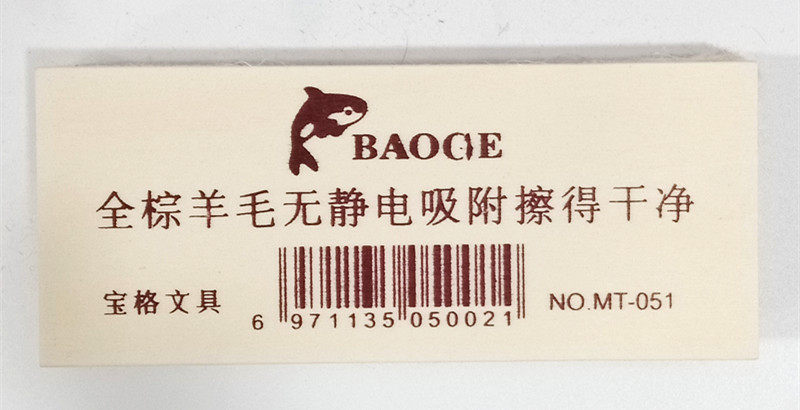 BAOGE
全棕羊毛无静电吸附擦得干净
宝格文具
6 971135 050021
NO.MT-051